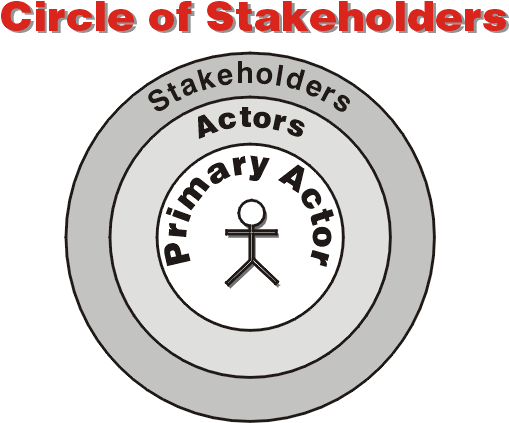 Circle of Stakeholders
Stakeholders
Actors
Primary Actor